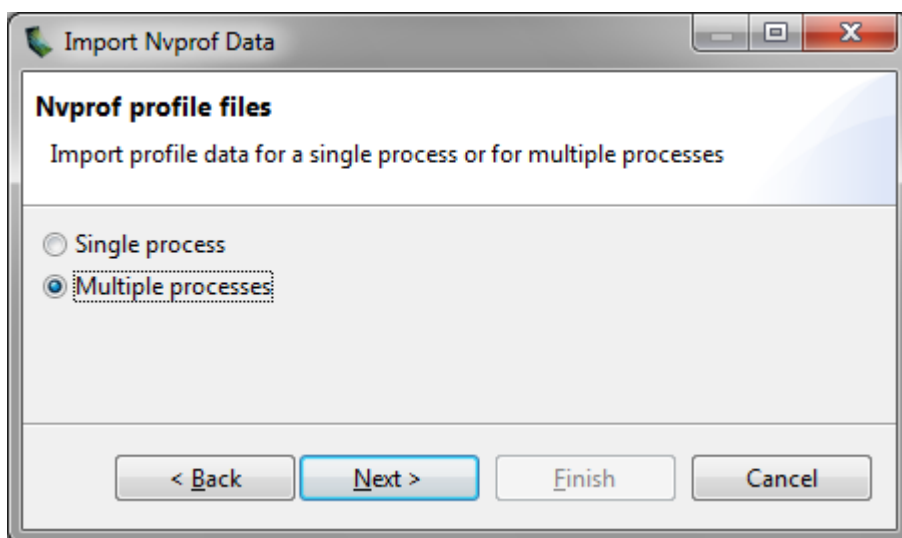 Import Nvprof Data
Nvprof profile files
Import profile data for a single process or for multiple processes
Single process
Multiple processes
< Back Next > Finish Cancel